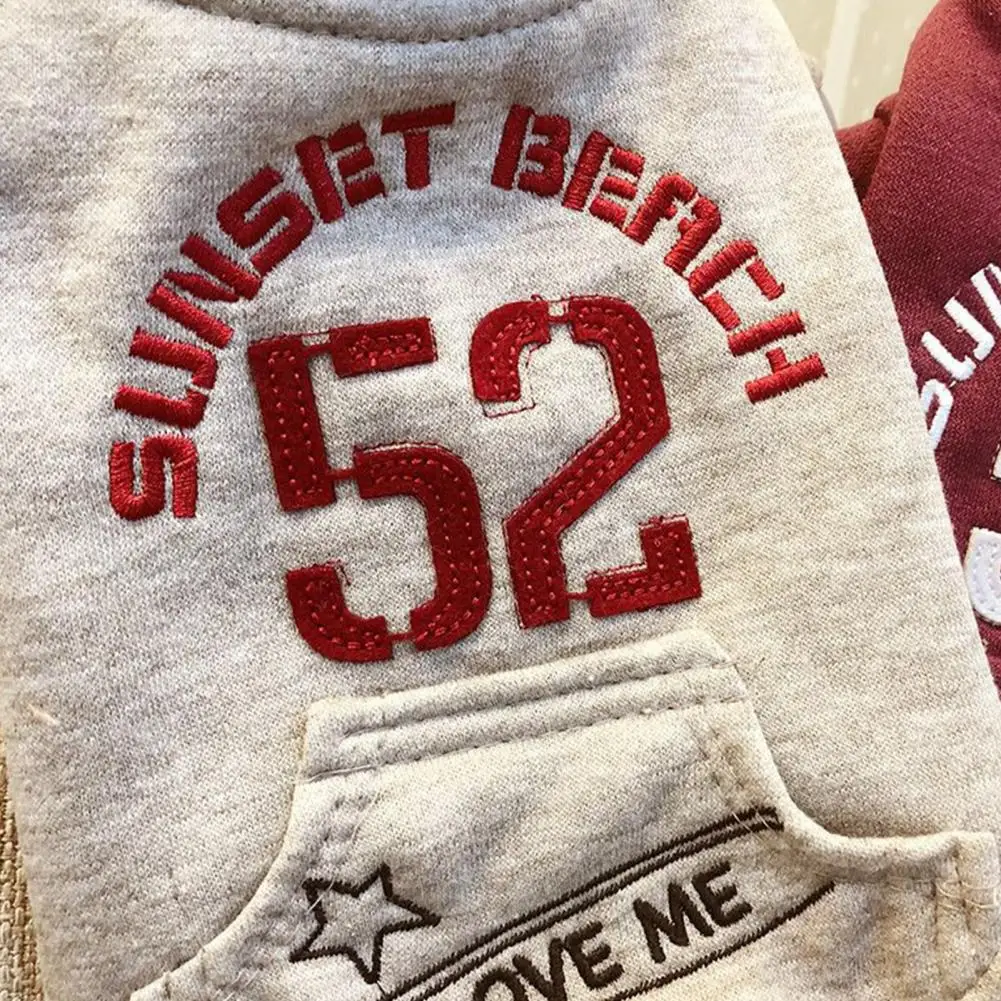 SUNSET BEACH
52
OVE ME